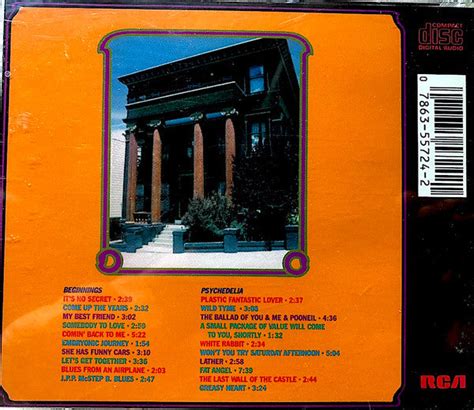 COMPACT
disc
DIGITAL AUDIO
0 7863-55724-2
BEGINNINGS
IT'S NO SECRET • 2:39
COME UP THE YEARS • 2:32
MY BEST FRIEND • 3:02
SOMEBODY TO LOVE • 2:59
COMIN' BACK TO ME • 5:22
EMBRYONIC JOURNEY • 1:54
SHE HAS FUNNY CARS • 3:10
LET'S GET TOGETHER • 3:36
BLUES FROM AN AIRPLANE • 2:03
J.P.P. McSTEP B. BLUES • 2:47
PSYCHEDELIA
PLASTIC FANTASTIC LOVER • 2:37
WILD TYME • 3:08
THE BALLAD OF YOU & ME & POONEIL • 4:30
A SMALL PACKAGE OF VALUE WILL COME
TO YOU, SHORTLY • 1:32
WHITE RABBIT • 2:30
WON'T YOU TRY SATURDAY AFTERNOON • 5:04
LATHER • 2:58
FAT ANGEL • 7:38
THE LAST WALL OF THE CASTLE • 2:44
GREASY HEART • 3:24
RCA